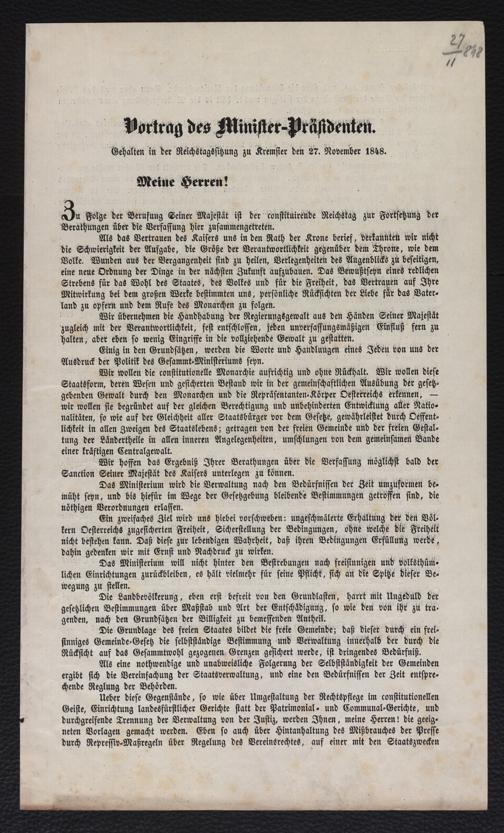 27
11 848
Vortrag des Minister-Präsidenten.
Gehalten in der Reichstagssitzung zu Kremsier den 27. November 1848.
Meine Herren!
Zu Folge der Berufung Seiner Majestät ist der constituirende Reichstag zur Fortsetzung der
Berathungen über die Verfassung hier zusammengetreten.
Als das Vertrauen des Kaisers uns in den Rath der Krone berief, verkannten wir nicht
die Schwierigkeit der Aufgabe, die Größe der Verantwortlichkeit gegenüber dem Throne, wie dem
Volke. Wunden aus der Vergangenheit sind zu heilen, Verlegenheiten des Augenblicks zu beseitigen,
eine neue Ordnung der Dinge in der nächsten Zukunft aufzubauen. Das Bewußtseyn eines redlichen
Strebens für das Wohl des Staates, des Volkes und für die Freiheit, das Vertrauen auf Ihre
Mitwirkung bei dem großen Werke bestimmten uns, persönliche Rücksichten der Liebe für das Vater-
land zu opfern und dem Rufe des Monarchen zu folgen.
Wir übernehmen die Handhabung der Regierungsgewalt aus den Händen Seiner Majestät
zugleich mit der Verantwortlichkeit, fest entschlossen, jeden unverfassungsmäßigen Einfluß fern zu
halten, aber eben so wenig Eingriffe in die vollziehende Gewalt zu gestatten.
Einig in den Grundsätzen, werden die Worte und Handlungen eines Jeden von uns der
Ausdruck der Politik des Gesammt-Ministeriums seyn.
Wir wollen die constitutionelle Monarchie aufrichtig und ohne Rückhalt. Wir wollen diese
Staatsform, deren Wesen und gesicherten Bestand wir in der gemeinschaftlichen Ausübung der gesetz-
gebenden Gewalt durch den Monarchen und die Repräsentanten-Körper Oesterreichs erkennen, —
wir wollen sie begründet auf der gleichen Berechtigung und unbehinderten Entwicklung aller Natio-
nalitäten, so wie auf der Gleichheit aller Staatsbürger vor dem Gesetze, gewährleistet durch Oeffent-
lichkeit in allen Zweigen des Staatslebens; getragen von der freien Gemeinde und der freien Gestal-
tung der Ländertheile in allen inneren Angelegenheiten, umschlungen von dem gemeinsamen Bande
einer kräftigen Centralgewalt.
Wir hoffen das Ergebniß Ihrer Berathungen über die Verfassung möglichst bald der
Sanction Seiner Majestät des Kaisers unterlegen zu können.
Das Ministerium wird die Verwaltung nach den Bedürfnissen der Zeit umzuformen be-
müht seyn, und bis hiefür im Wege der Gesetzgebung bleibende Bestimmungen getroffen sind, die
nöthigen Verordnungen erlassen.
Ein zweifaches Ziel wird uns hiebei vorschweben: ungeschmälerte Erhaltung der den Völ-
kern Oesterreichs zugesicherten Freiheit, Sicherstellung der Bedingungen, ohne welche die Freiheit
nicht bestehen kann. Daß diese zur lebendigen Wahrheit, daß ihren Bedingungen Erfüllung werde,
dahin gedenken wir mit Ernst und Nachdruck zu wirken.
Das Ministerium will nicht hinter den Bestrebungen nach freisinnigen und volksthüm-
lichen Einrichtungen zurückbleiben, es hält vielmehr für seine Pflicht, sich an die Spitze dieser Be-
wegung zu stellen.
Die Landbevölkerung, eben erst befreit von den Grundlasten, harrt mit Ungeduld der
gesetzlichen Bestimmungen über Maßstab und Art der Entschädigung, so wie den von ihr zu tra-
genden, nach den Grundsätzen der Billigkeit zu bemessenden Antheil.
Die Grundlage des freien Staates bildet die freie Gemeinde; daß dieser durch ein frei-
sinniges Gemeinde-Gesetz die selbstständige Bestimmung und Verwaltung innerhalb der durch die
Rücksicht auf das Gesammtwohl gezogenen Grenzen gesichert werde, ist dringendes Bedürfniß.
Als eine nothwendige und unabweisliche Folgerung der Selbstständigkeit der Gemeinden
ergibt sich die Vereinfachung der Staatsverwaltung, und eine den Bedürfnissen der Zeit entspre-
chende Reglung der Behörden.
Ueber diese Gegenstände, so wie über Umgestaltung der Rechtspflege im constitutionellen
Geiste, Einrichtung landesfürstlicher Gerichte statt der Patrimonial- und Communal-Gerichte, und
durchgreifende Trennung der Verwaltung von der Justiz, werden Ihnen, meine Herren! die geeig-
neten Vorlagen gemacht werden. Eben so auch über Hintanhaltung des Mißbrauches der Presse
durch Repressiv-Maßregeln über Regelung des Vereinsrechtes, auf einer mit den Staatszwecken